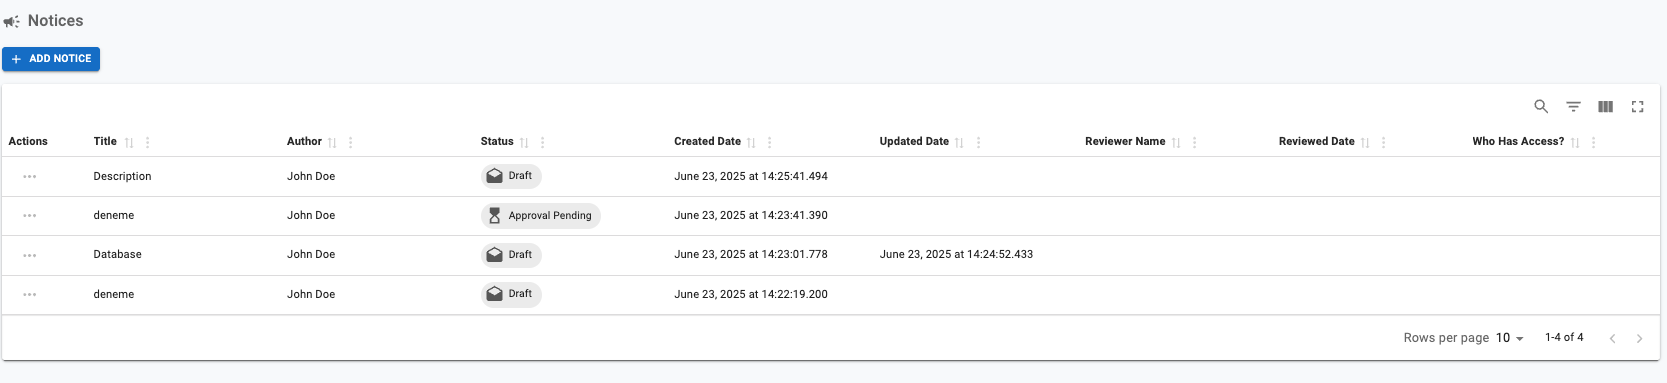 Notices
+ ADD NOTICE
Actions Title Author Status Created Date Updated Date Reviewer Name Reviewed Date Who Has Access?
Description John Doe Draft June 23, 2025 at 14:25:41.494
deneme John Doe Approval Pending June 23, 2025 at 14:23:41.390
Database John Doe Draft June 23, 2025 at 14:23:01.778 June 23, 2025 at 14:24:52.433
deneme John Doe Draft June 23, 2025 at 14:22:19.200
Rows per page 10 1-4 of 4